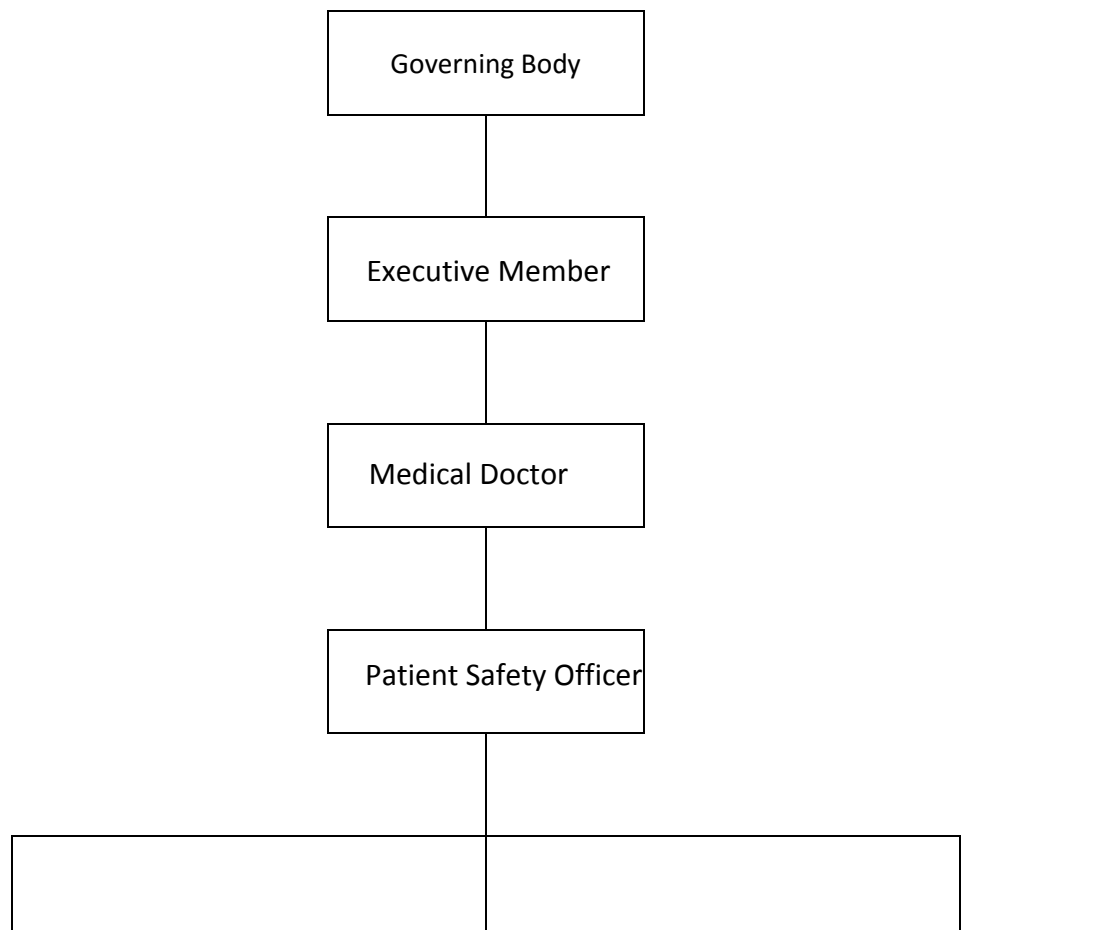 Governing Body
Executive Member
Medical Doctor
Patient Safety Officer